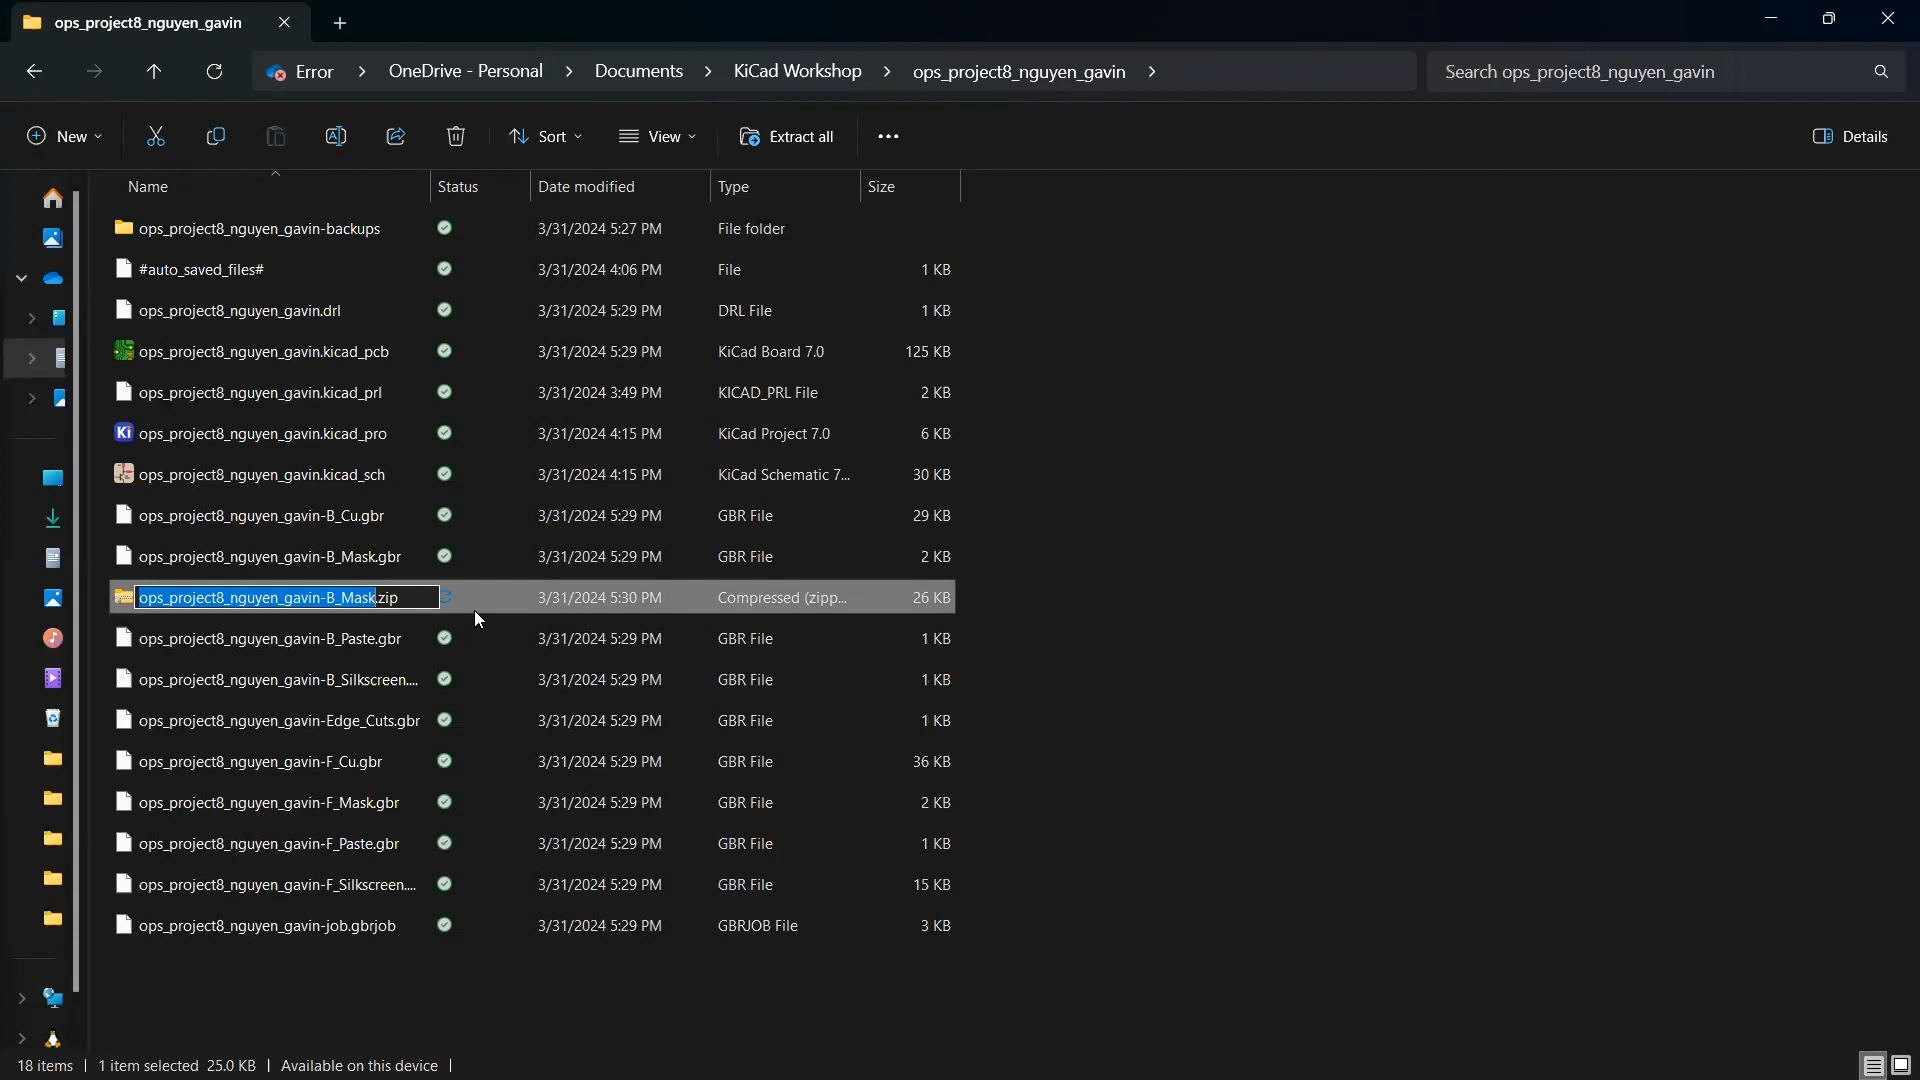 ops_project8_nguyen_gavin
Error > OneDrive - Personal > Documents > KiCad Workshop > ops_project8_nguyen_gavin >
Search ops_project8_nguyen_gavin
New
Sort
View
Extract all
Details
Name Status Date modified Type Size
ops_project8_nguyen_gavin-backups 3/31/2024 5:27 PM File folder
#auto_saved_files# 3/31/2024 4:06 PM File 1 KB
ops_project8_nguyen_gavin.drl 3/31/2024 5:29 PM DRL File 1 KB
ops_project8_nguyen_gavin.kicad_pcb 3/31/2024 5:29 PM KiCad Board 7.0 125 KB
ops_project8_nguyen_gavin.kicad_prl 3/31/2024 3:49 PM KICAD_PRL File 2 KB
Ki ops_project8_nguyen_gavin.kicad_pro 3/31/2024 4:15 PM KiCad Project 7.0 6 KB
ops_project8_nguyen_gavin.kicad_sch 3/31/2024 4:15 PM KiCad Schematic 7... 30 KB
ops_project8_nguyen_gavin-B_Cu.gbr 3/31/2024 5:29 PM GBR File 29 KB
ops_project8_nguyen_gavin-B_Mask.gbr 3/31/2024 5:29 PM GBR File 2 KB
ops_project8_nguyen_gavin-B_Mask.zip 3/31/2024 5:30 PM Compressed (zipp... 26 KB
ops_project8_nguyen_gavin-B_Paste.gbr 3/31/2024 5:29 PM GBR File 1 KB
ops_project8_nguyen_gavin-B_Silkscreen.... 3/31/2024 5:29 PM GBR File 1 KB
ops_project8_nguyen_gavin-Edge_Cuts.gbr 3/31/2024 5:29 PM GBR File 1 KB
ops_project8_nguyen_gavin-F_Cu.gbr 3/31/2024 5:29 PM GBR File 36 KB
ops_project8_nguyen_gavin-F_Mask.gbr 3/31/2024 5:29 PM GBR File 2 KB
ops_project8_nguyen_gavin-F_Paste.gbr 3/31/2024 5:29 PM GBR File 1 KB
ops_project8_nguyen_gavin-F_Silkscreen.... 3/31/2024 5:29 PM GBR File 15 KB
ops_project8_nguyen_gavin-job.gbrjob 3/31/2024 5:29 PM GBRJOB File 3 KB
18 items | 1 item selected 25.0 KB | Available on this device |